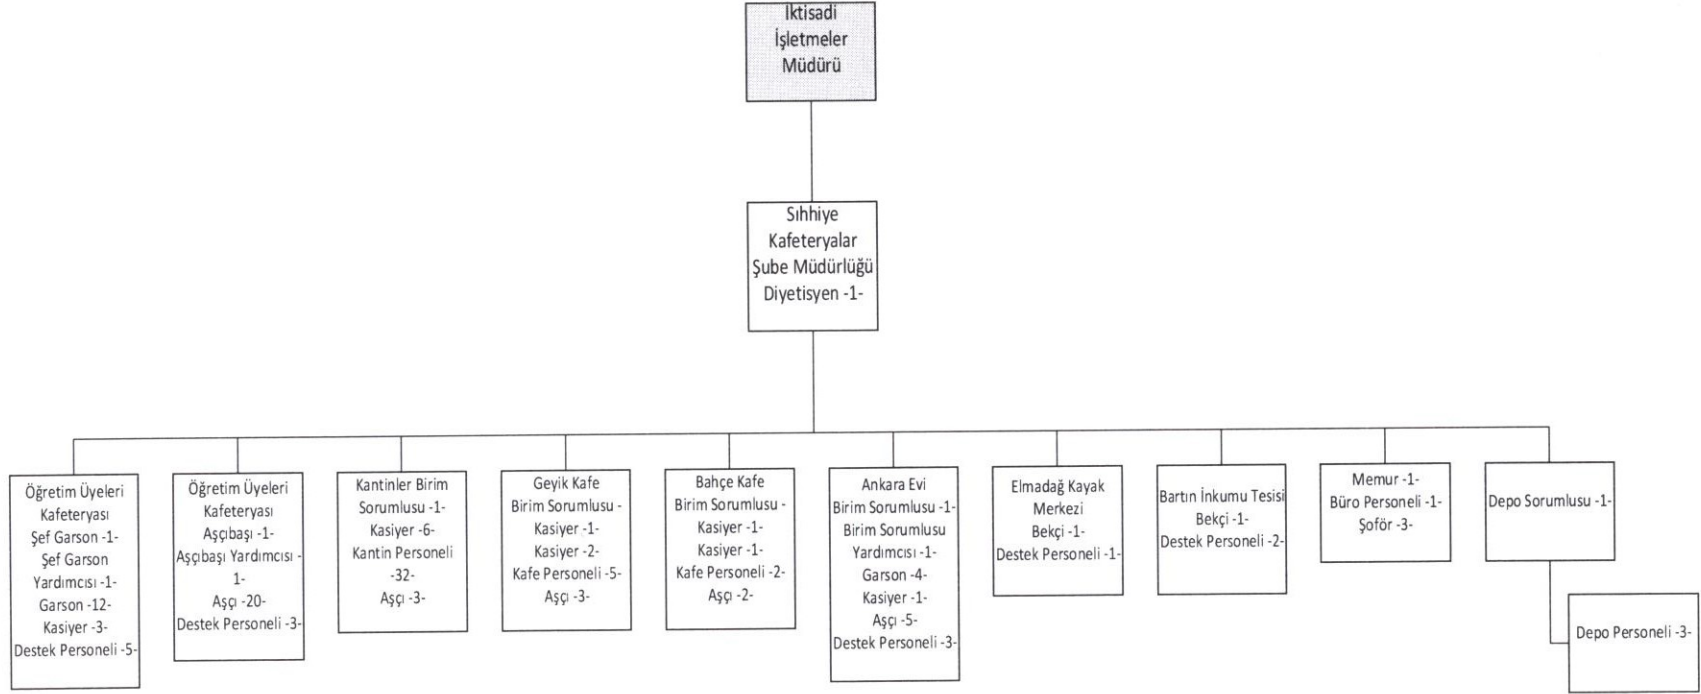 İktisadi
İşletmeler
Müdürü
Sıhhiye
Kafeteryalar
Şube Müdürlüğü
Diyetisyen -1-
Öğretim Üyeleri
Kafeteryası
Şef Garson -1-
Şef Garson
Yardımcısı -1-
Garson -12-
Kasiyer -3-
Destek Personeli -5-
Öğretim Üyeleri
Kafeteryası
Aşçıbaşı -1-
Aşçıbaşı Yardımcısı -
1-
Aşçı -20-
Destek Personeli -3-
Kantinler Birim
Sorumlusu -1-
Kasiyer -6-
Kantin Personeli
-32-
Aşçı -3-
Geyik Kafe
Birim Sorumlusu -
Kasiyer -1-
Kasiyer -2-
Kafe Personeli -5-
Aşçı -3-
Bahçe Kafe
Birim Sorumlusu -
Kasiyer -1-
Kasiyer -1-
Kafe Personeli -2-
Aşçı -2-
Ankara Evi
Birim Sorumlusu -1-
Birim Sorumlusu
Yardımcısı -1-
Garson -4-
Kasiyer -1-
Aşçı -5-
Destek Personeli -3-
Elmadağ Kayak
Merkezi
Bekçi -1-
Destek Personeli -1-
Bartın İnkumu Tesisi
Bekçi -1-
Destek Personeli -2-
Memur -1-
Büro Personeli -1-
Şoför -3-
Depo Sorumlusu -1-
Depo Personeli -3-